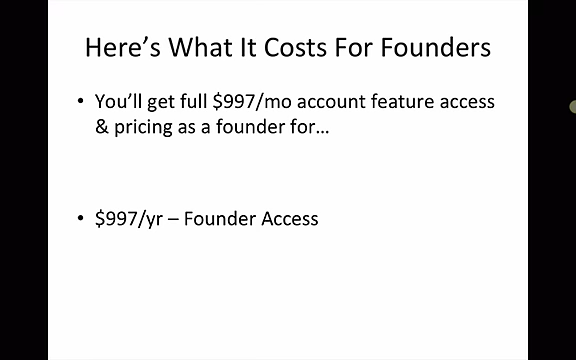 Here's What It Costs For Founders
• You'll get full $997/mo account feature access
& pricing as a founder for…
• $997/yr – Founder Access